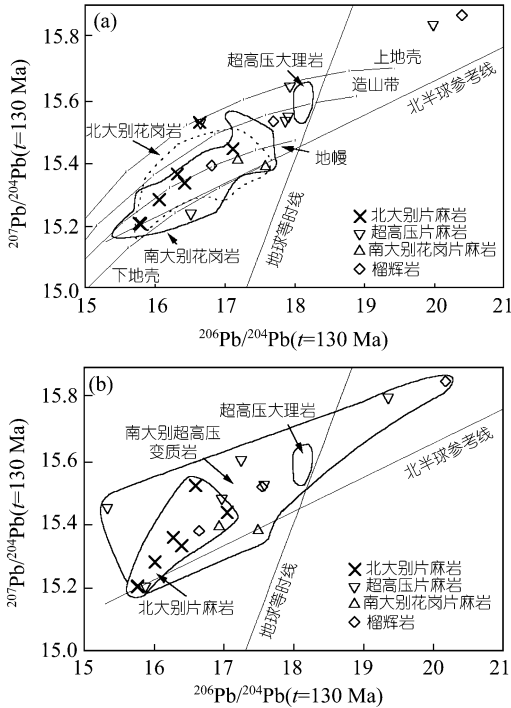 (a)
15.8
15.6
15.4
15.2
15.0
207Pb/204Pb(t=130 Ma)
超高压大理岩
上地壳
造山带
北半球参考线
北大别花岗岩
地幔
地球等时线
南大别花岗岩
下地壳
北大别片麻岩
超高压片麻岩
南大别花岗片麻岩
榴辉岩
15 16 17 18 19 20 21
206Pb/204Pb(t=130 Ma)
(b)
15.8
15.6
15.4
15.2
15.0
207Pb/204Pb(t=130 Ma)
超高压大理岩
南大别超高压
变质岩
北半球参考线
北大别片麻岩
地球等时线
北大别片麻岩
超高压片麻岩
南大别花岗片麻岩
榴辉岩
15 16 17 18 19 20 21
206Pb/204Pb(t=130 Ma)